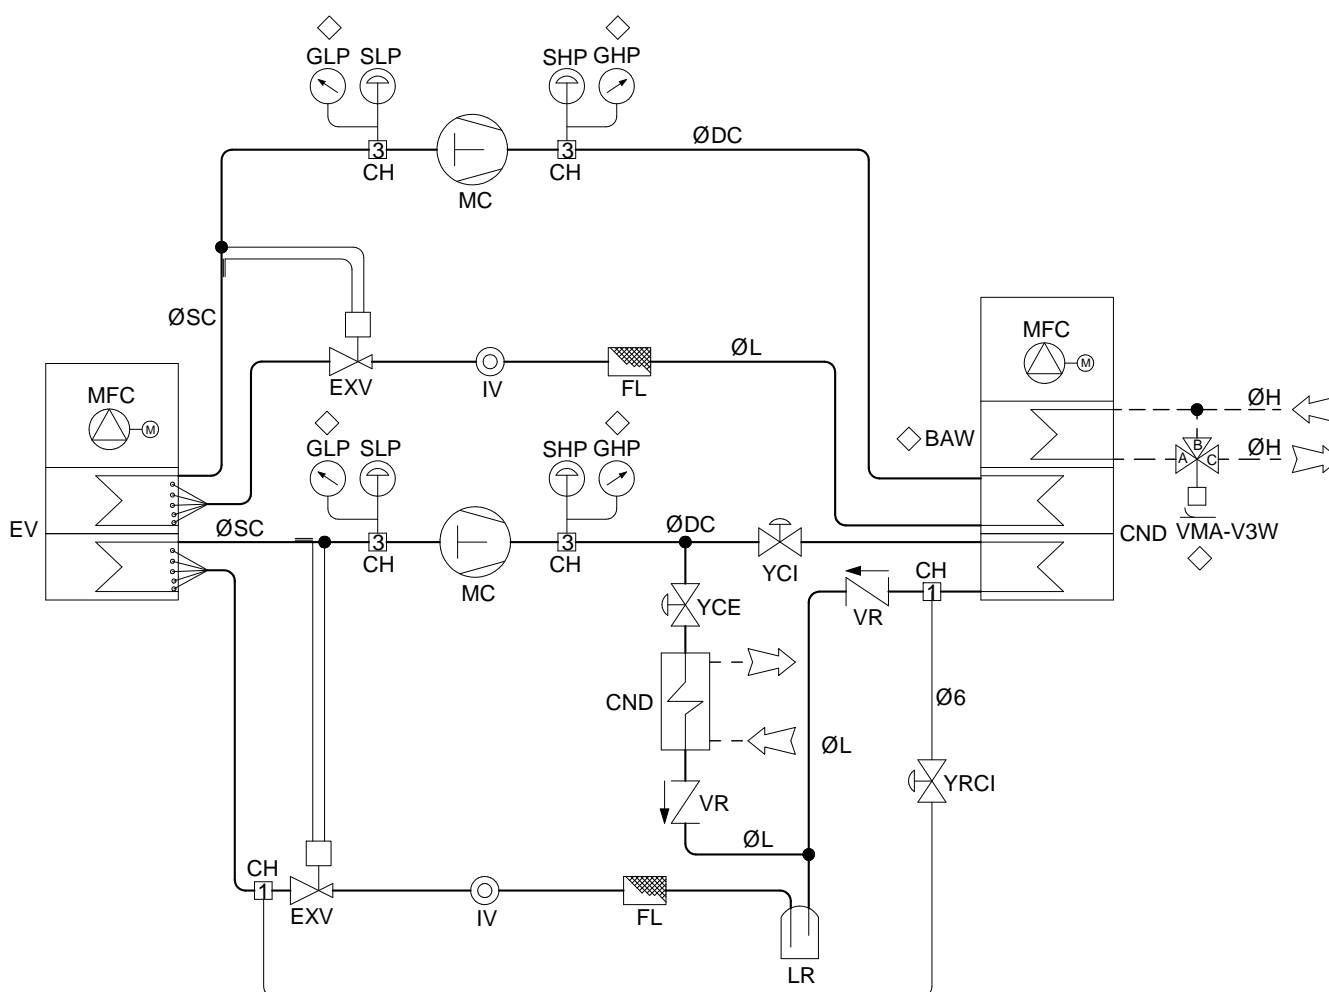 GLP SLP SHP GHP
3 3 ØDC
CH CH
MC
ØSC
MFC
M
ØL
EXV IV FL
MFC
M
ØH
GLP SLP SHP GHP
BAW
B
A C
ØH
EV
ØSC
3 3 ØDC
CH CH
CND VMA-V3W
MC
YCI
CH
1
YCE
VR
CND
Ø6
ØL
YRCI
VR
ØL
CH
1
EXV IV FL
LR